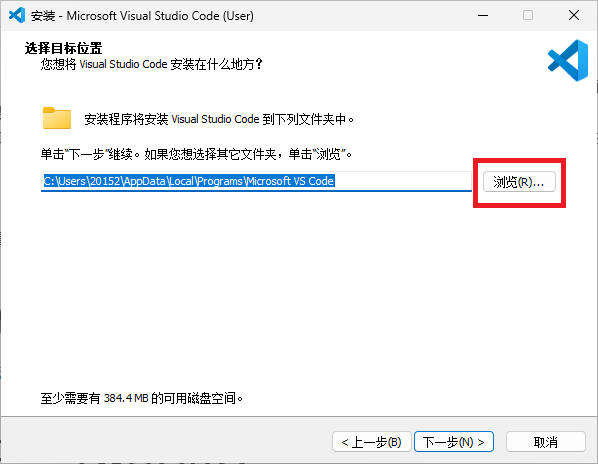 安装 - Microsoft Visual Studio Code (User)
选择目标位置
您想将 Visual Studio Code 安装在什么地方?
安装程序将安装 Visual Studio Code 到下列文件夹中。
单击“下一步”继续。如果您想选择其它文件夹，单击“浏览”。
C:\Users\20152\AppData\Local\Programs\Microsoft VS Code
浏览(R)...
至少需要有 384.4 MB 的可用磁盘空间。
< 上一步(B)
下一步(N) >
取消